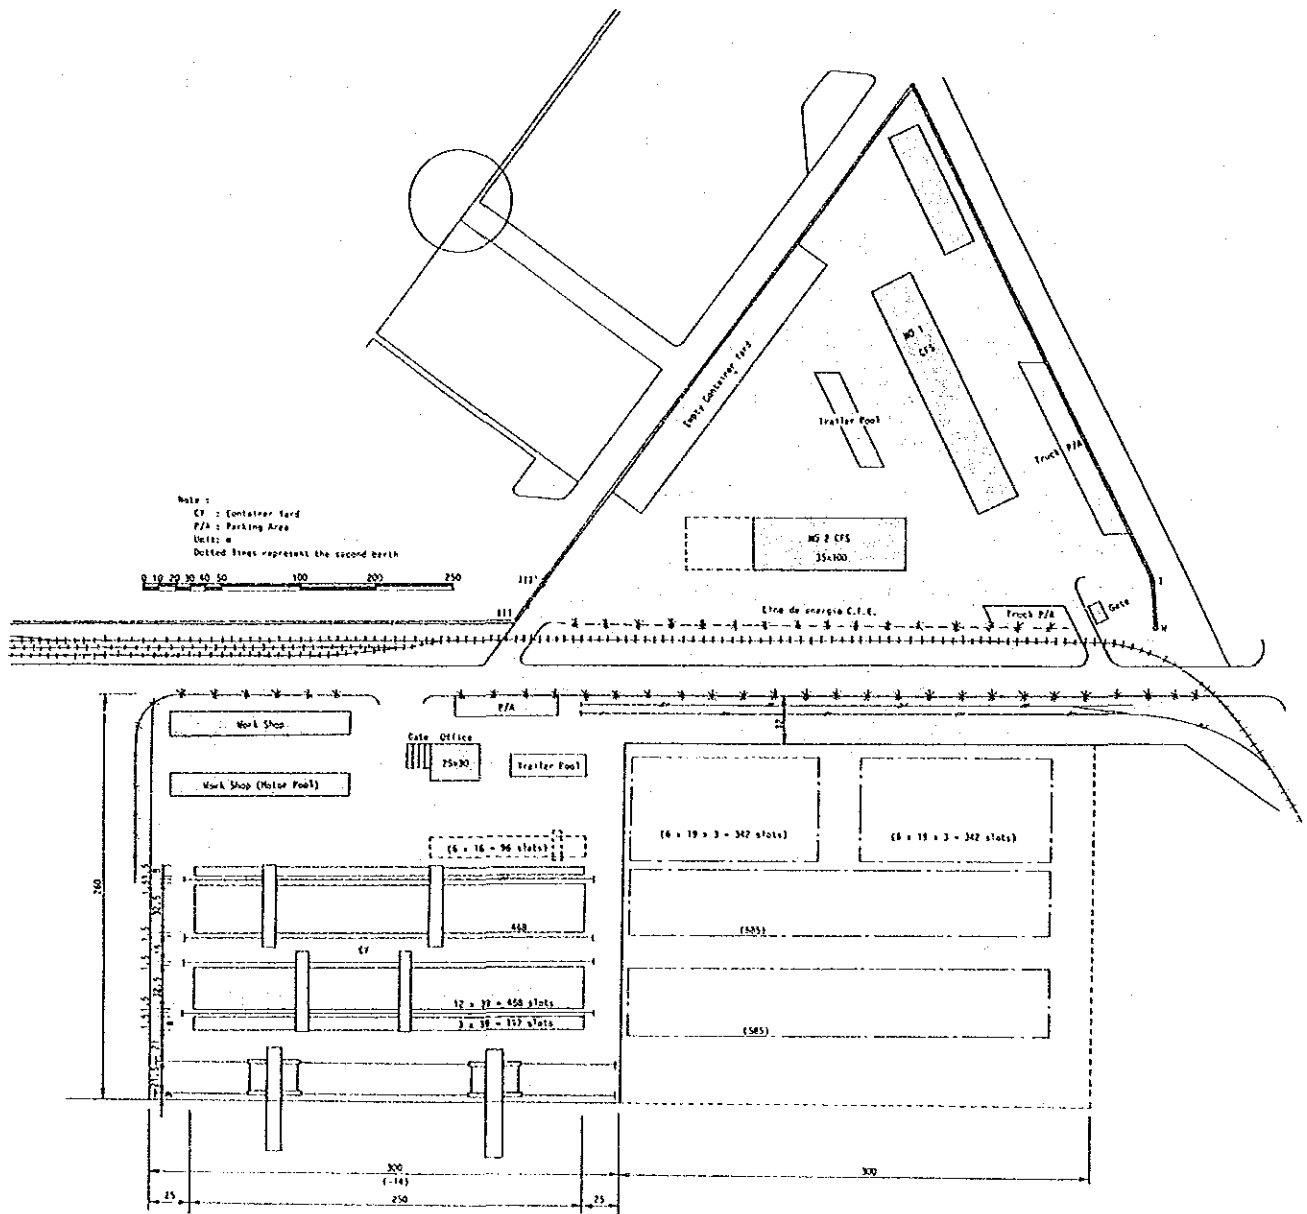 NO 1
CFS
Empty Container Yard
Trailer Pool
Truck P/A
Note :
CY : Container Yard
P/A : Parking Area
Unit: m
Dotted lines represent the second berth
0 10 20 30 40 50 100 200 250
NO 2 CFS
35x100
III'
III
I
Gate
Truck P/A
C.F.E.
P/A
Work Shop
Gate Office
25x30
Trailer Pool
Work Shop (Motor Pool)
(6 x 16 = 96 slots)
(6 x 19 x 3 = 342 slots)
(6 x 19 x 3 = 342 slots)
260
468
CY
(585)
12 x 39 = 468 slots
(585)
300
(-14)
300
25
250
25